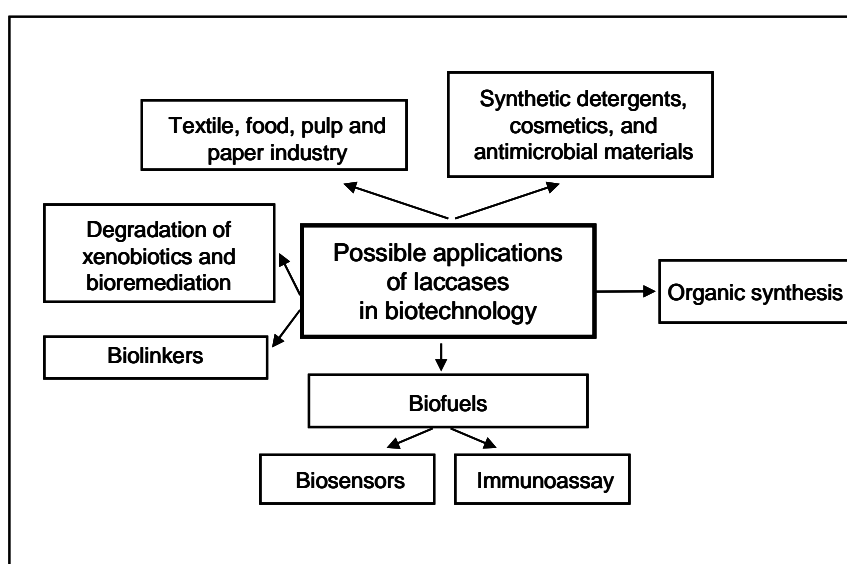 Textile, food, pulp and
paper industry
Synthetic detergents,
cosmetics, and
antimicrobial materials
Degradation of
xenobiotics and
bioremediation
Possible applications
of laccases
in biotechnology
Organic synthesis
Biolinkers
Biofuels
Biosensors
Immunoassay